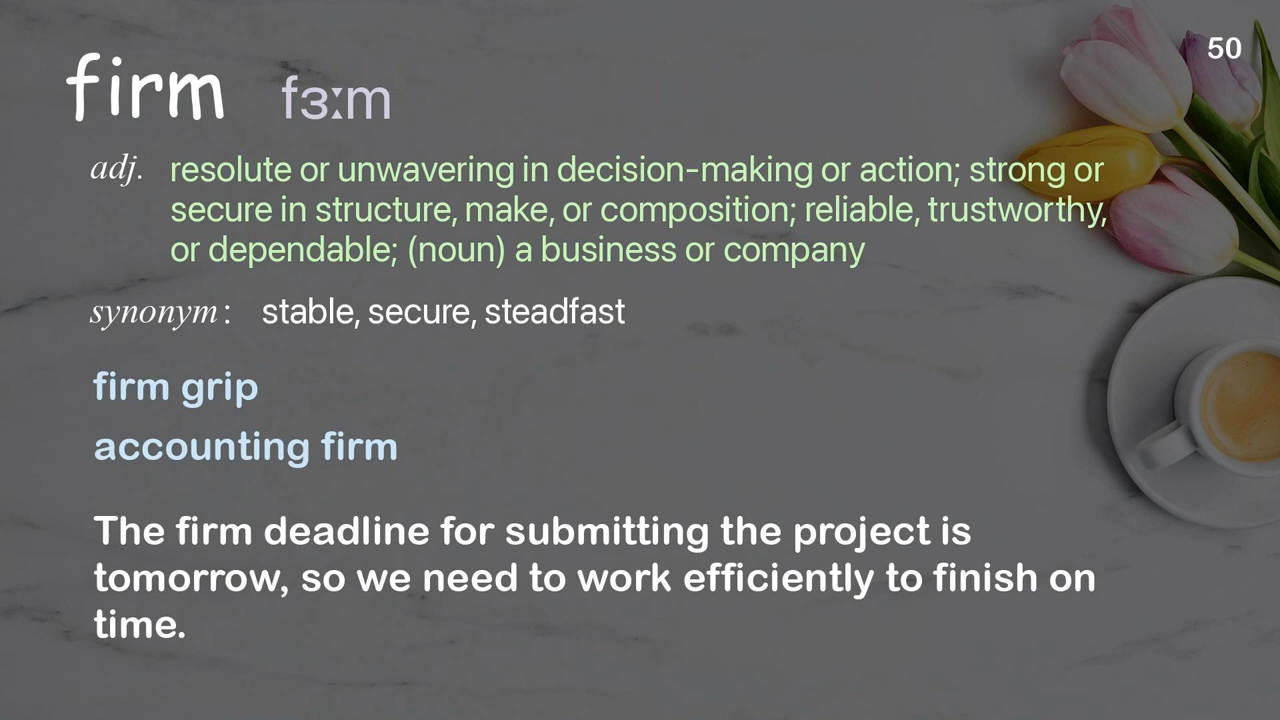 50
firm fɜːm
adj. resolute or unwavering in decision-making or action; strong or
secure in structure, make, or composition; reliable, trustworthy,
or dependable; (noun) a business or company
synonym: stable, secure, steadfast
firm grip
accounting firm
The firm deadline for submitting the project is
tomorrow, so we need to work efficiently to finish on
time.